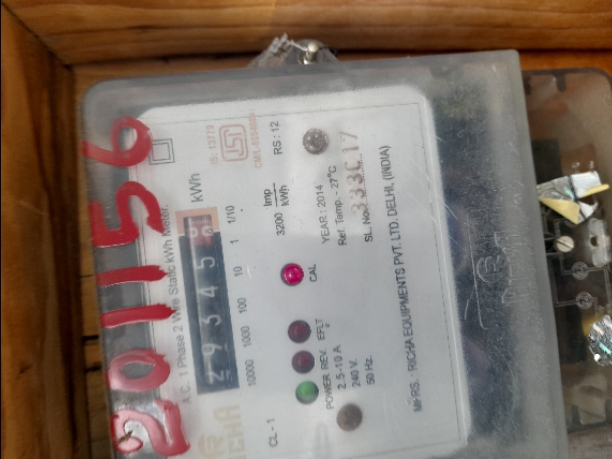 201156
A.C. 1 Phase 2 Wire Static kWh Meter.
IS: 13779
kWh
10000 1000 100 10 1 1/10
RICHA
CL - 1
3200 Imp/kWh
RS : 12
POWER REV. EFLT CAL
2.5-10 A
240 V.
50 Hz.
YEAR : 2014
Ref. Temp. - 27°C
SL. No.
333C17
MFRS. : RICHA EQUIPMENTS PVT. LTD. DELHI, (INDIA)